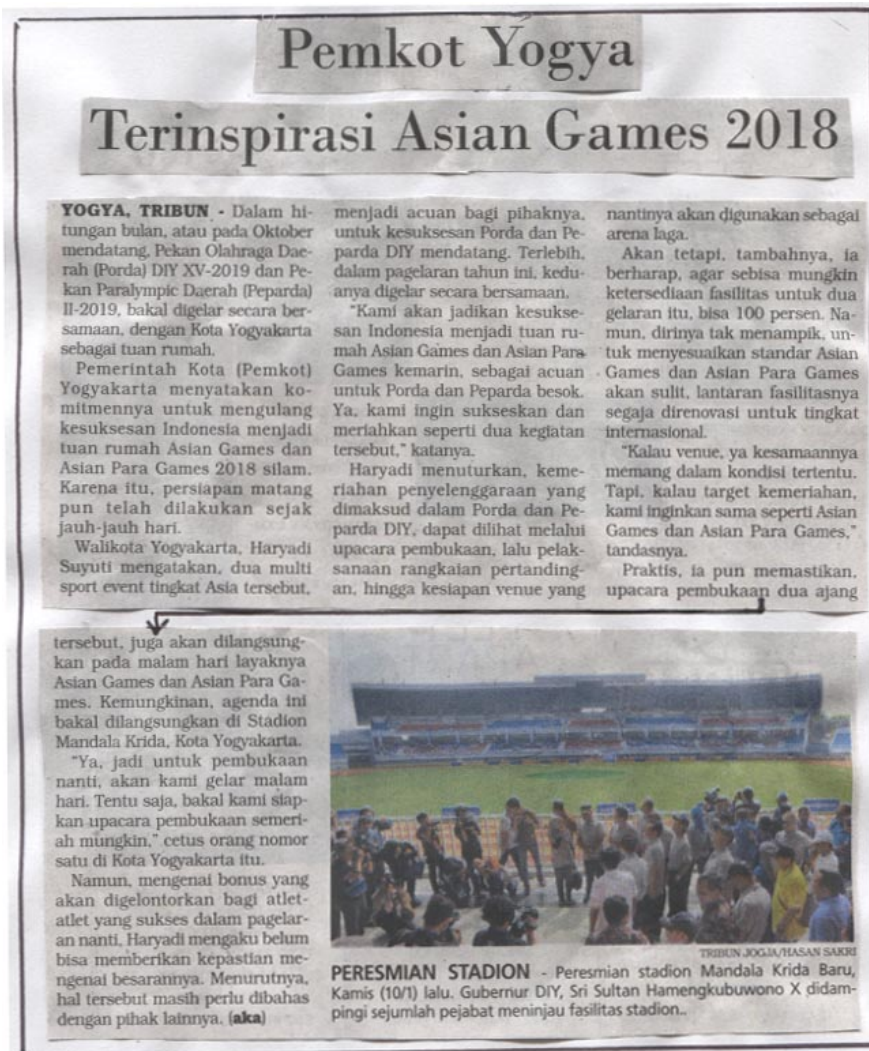 Pemkot Yogya
Terinspirasi Asian Games 2018
YOGYA, TRIBUN - Dalam hi-
tungan bulan, atau pada Oktober
mendatang, Pekan Olahraga Dae-
rah (Porda) DIY XV-2019 dan Pe-
kan Paralympic Daerah (Peparda)
II-2019, bakal digelar secara ber-
samaan, dengan Kota Yogyakarta
sebagai tuan rumah.
Pemerintah Kota (Pemkot)
Yogyakarta menyatakan ko-
mitmennya untuk mengulang
kesuksesan Indonesia menjadi
tuan rumah Asian Games dan
Asian Para Games 2018 silam.
Karena itu, persiapan matang
pun telah dilakukan sejak
jauh-jauh hari.
Walikota Yogyakarta, Haryadi
Suyuti mengatakan, dua multi
sport event tingkat Asia tersebut,
menjadi acuan bagi pihaknya,
untuk kesuksesan Porda dan Pe-
parda DIY mendatang. Terlebih,
dalam pagelaran tahun ini, kedu-
anya digelar secara bersamaan.
"Kami akan jadikan kesukse-
san Indonesia menjadi tuan ru-
mah Asian Games dan Asian Para
Games kemarin, sebagai acuan
untuk Porda dan Peparda besok.
Ya, kami ingin sukseskan dan
meriahkan seperti dua kegiatan
tersebut," katanya.
Haryadi menuturkan, keme-
riahan penyelenggaraan yang
dimaksud dalam Porda dan Pe-
parda DIY, dapat dilihat melalui
upacara pembukaan, lalu pelak-
sanaan rangkaian pertanding-
an, hingga kesiapan venue yang
nantinya akan digunakan sebagai
arena laga.
Akan tetapi, tambahnya, ia
berharap, agar sebisa mungkin
ketersediaan fasilitas untuk dua
gelaran itu, bisa 100 persen. Na-
mun, dirinya tak menampik, un-
tuk menyesuaikan standar Asian
Games dan Asian Para Games
akan sulit, lantaran fasilitasnya
segaja direnovasi untuk tingkat
internasional.
"Kalau venue, ya kesamaannya
memang dalam kondisi tertentu.
Tapi, kalau target kemeriahan,
kami inginkan sama seperti Asian
Games dan Asian Para Games,"
tandasnya.
Praktis, ia pun memastikan,
upacara pembukaan dua ajang
tersebut, juga akan dilangsung-
kan pada malam hari layaknya
Asian Games dan Asian Para Ga-
mes. Kemungkinan, agenda ini
bakal dilangsungkan di Stadion
Mandala Krida, Kota Yogyakarta.
"Ya, jadi untuk pembukaan
nanti, akan kami gelar malam
hari. Tentu saja, bakal kami siap-
kan upacara pembukaan semeri-
ah mungkin," cetus orang nomor
satu di Kota Yogyakarta itu.
Namun, mengenai bonus yang
akan digelontorkan bagi atlet-
atlet yang sukses dalam pagelar-
an nanti, Haryadi mengaku belum
bisa memberikan kepastian me-
ngenai besarannya. Menurutnya,
hal tersebut masih perlu dibahas
dengan pihak lainnya. (aka)
TRIBUN JOGJA/HASAN SAKRI
PERESMIAN STADION - Peresmian stadion Mandala Krida Baru,
Kamis (10/1) lalu. Gubernur DIY, Sri Sultan Hamengkubuwono X didam-
pingi sejumlah pejabat meninjau fasilitas stadion..